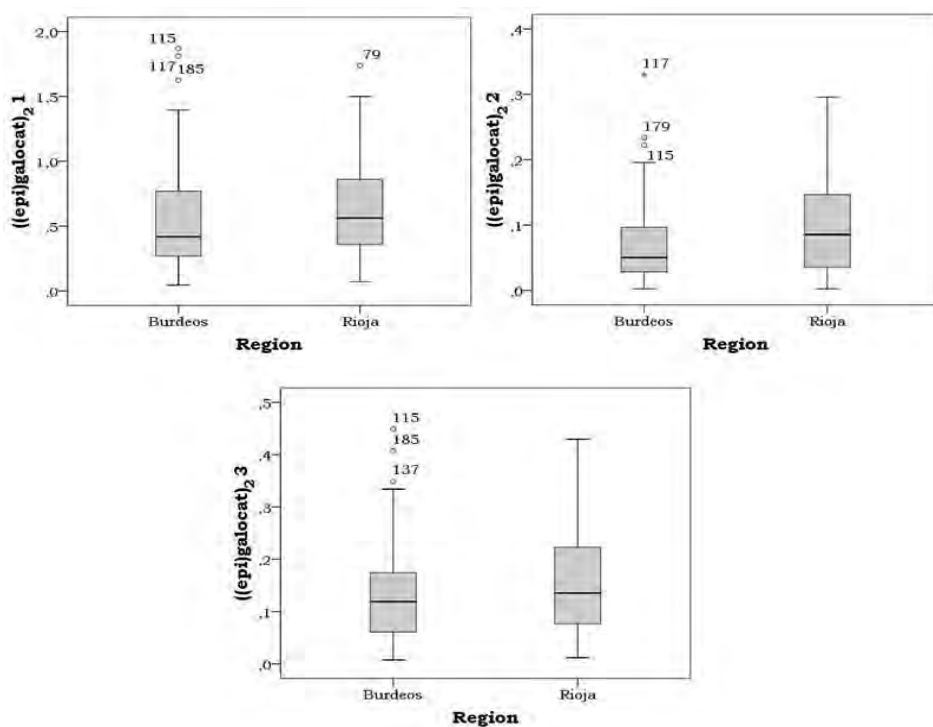 ((epi)galocat)₂ 1
2.0
1.5
1.0
.5
.0
115
117 185
79
Burdeos Rioja
Region
((epi)galocat)₂ 2
.4
.3
.2
.1
.0
117
179
115
Burdeos Rioja
Region
((epi)galocat)₂ 3
.5
.4
.3
.2
.1
.0
115
185
137
Burdeos Rioja
Region